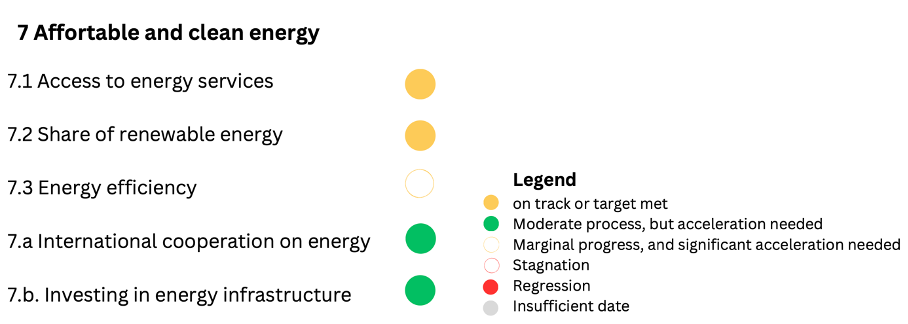 7 Affortable and clean energy
7.1 Access to energy services
7.2 Share of renewable energy
7.3 Energy efficiency
7.a International cooperation on energy
7.b. Investing in energy infrastructure
Legend
on track or target met
Moderate process, but acceleration needed
Marginal progress, and significant acceleration needed
Stagnation
Regression
Insufficient date